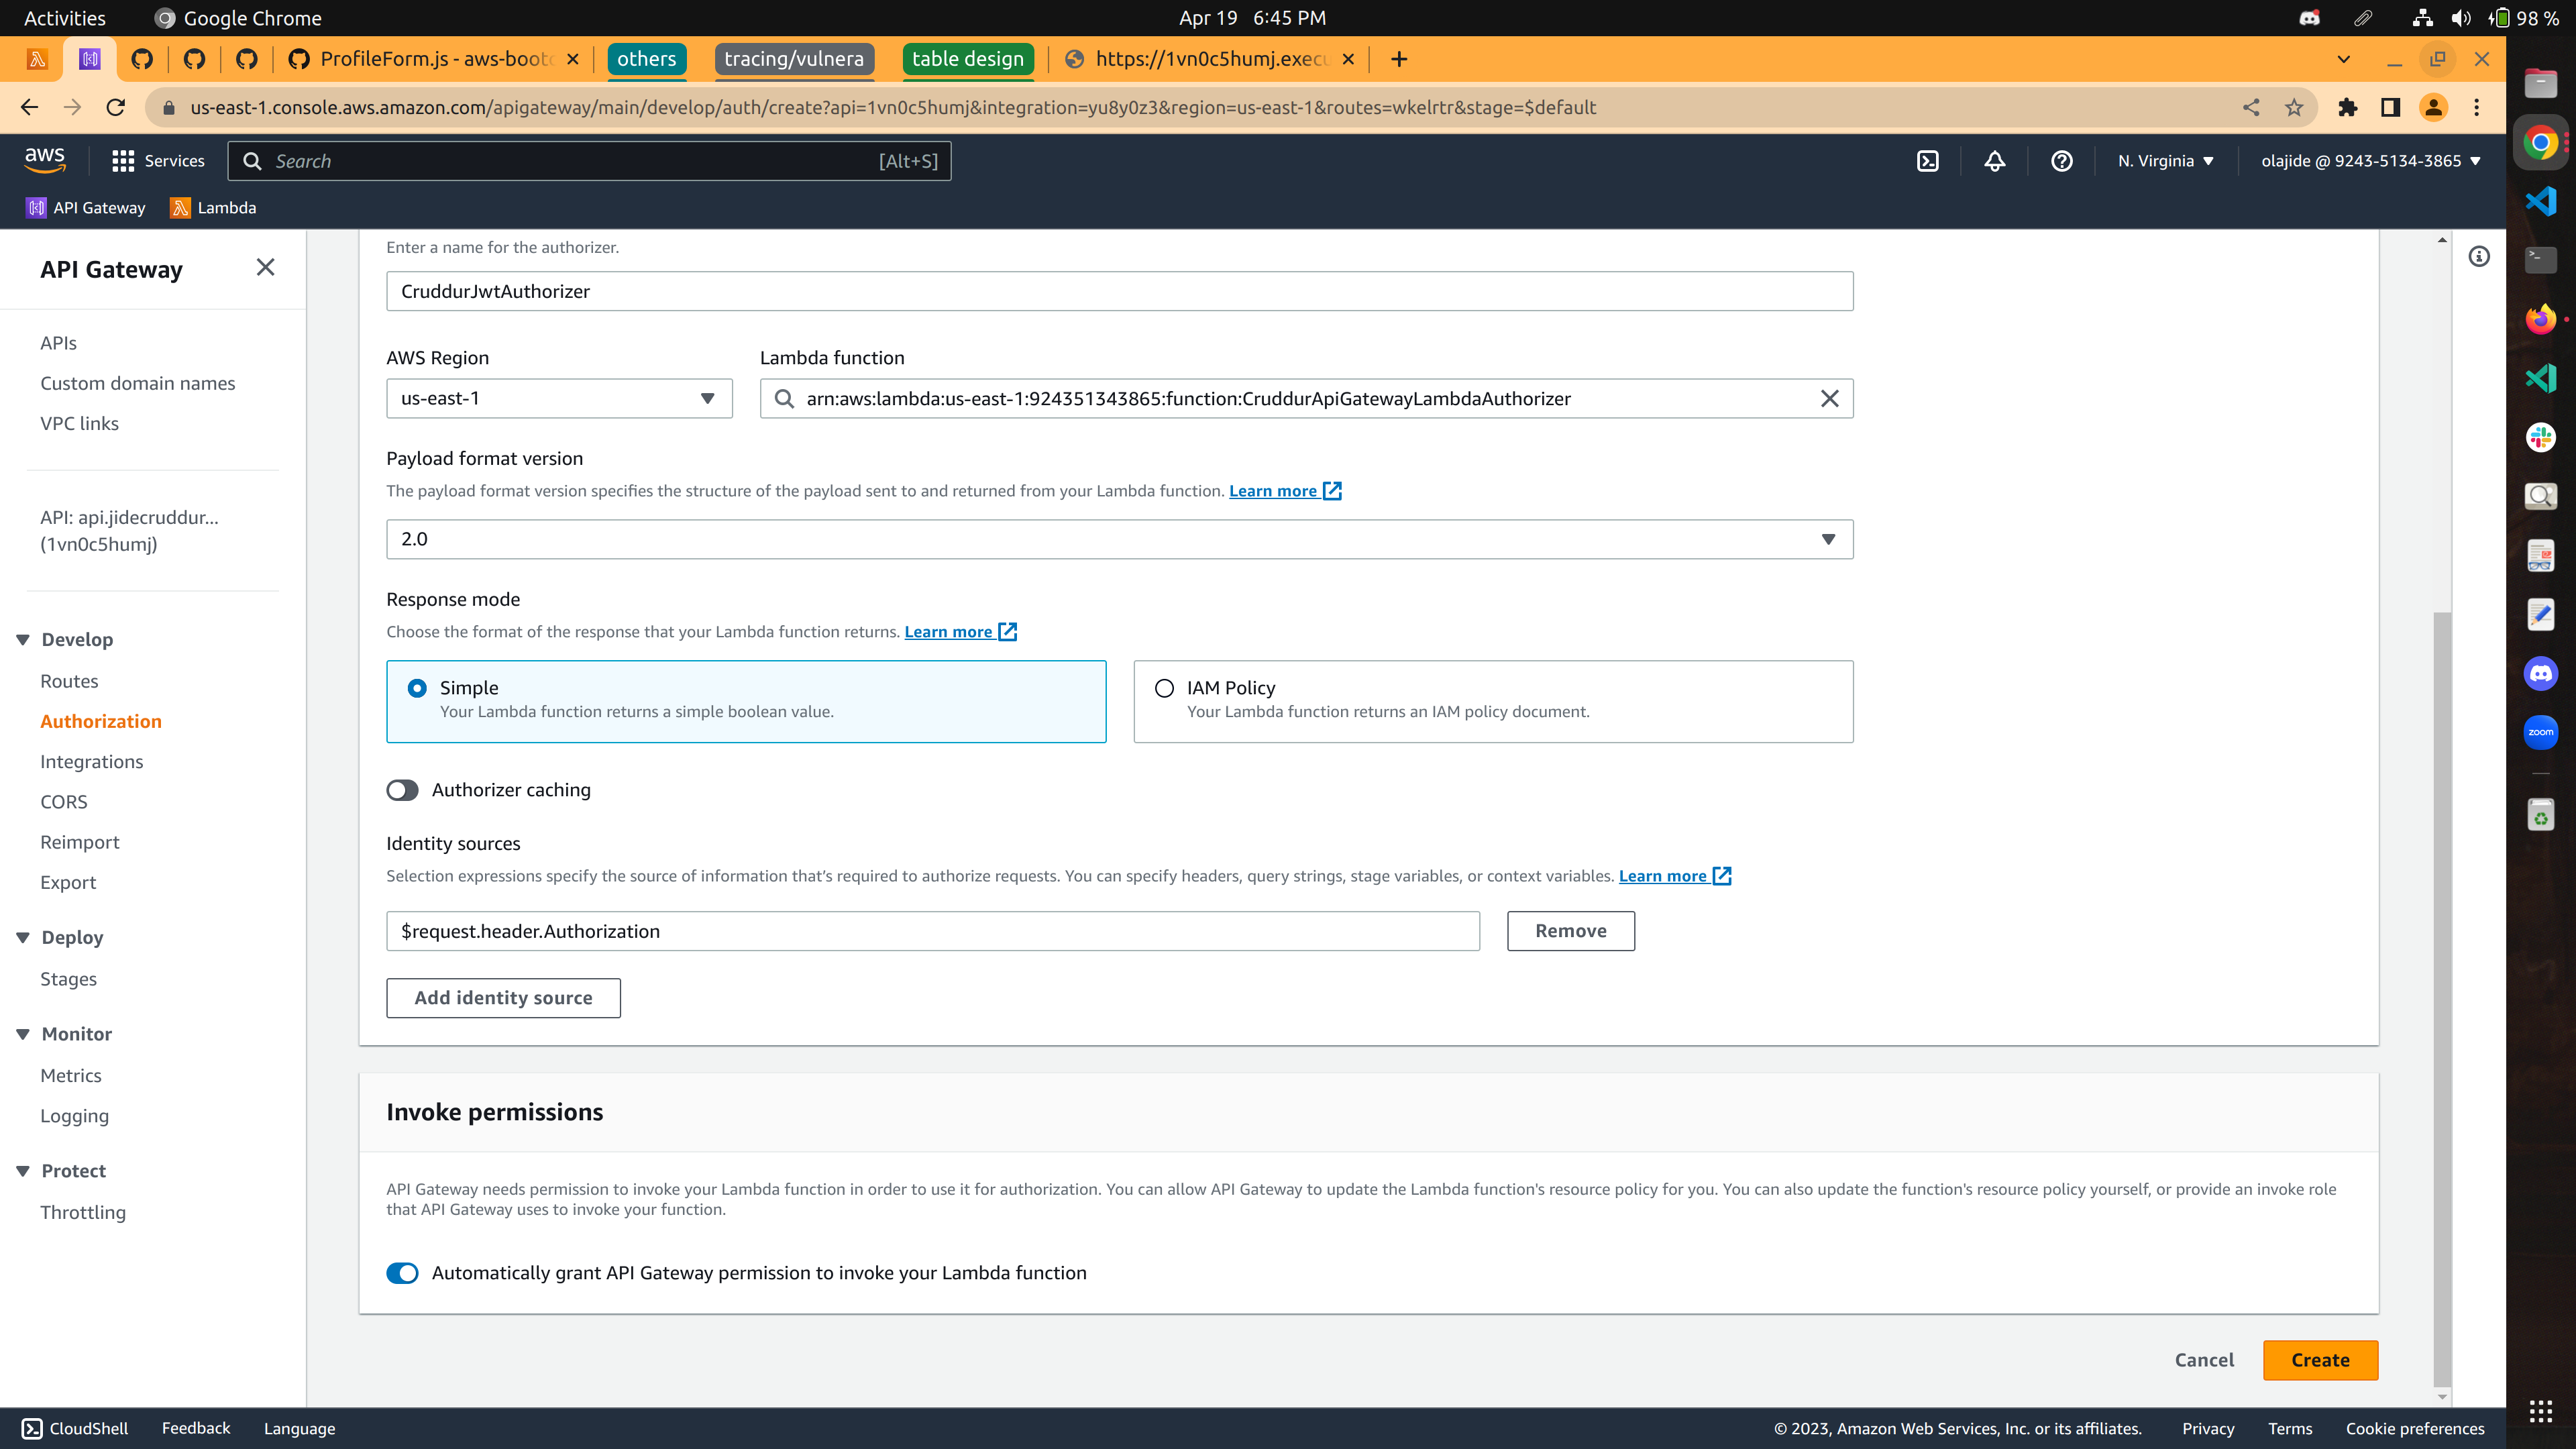 Activities
Google Chrome
Apr 19 6:45 PM
98 %
ProfileForm.js - aws-bootc
others
tracing/vulnera
table design
https://1vn0c5humj.execu
us-east-1.console.aws.amazon.com/apigateway/main/develop/auth/create?api=1vn0c5humj&integration=yu8y0z3&region=us-east-1&routes=wkelrtr&stage=$default
aws
Services
Search
[Alt+S]
N. Virginia
olajide @ 9243-5134-3865
API Gateway
Lambda
API Gateway
APIs
Custom domain names
VPC links
API: api.jidecruddur...
(1vn0c5humj)
Develop
Routes
Authorization
Integrations
CORS
Reimport
Export
Deploy
Stages
Monitor
Metrics
Logging
Protect
Throttling
Enter a name for the authorizer.
CruddurJwtAuthorizer
AWS Region
Lambda function
us-east-1
arn:aws:lambda:us-east-1:924351343865:function:CruddurApiGatewayLambdaAuthorizer
Payload format version
The payload format version specifies the structure of the payload sent to and returned from your Lambda function. Learn more
2.0
Response mode
Choose the format of the response that your Lambda function returns. Learn more
Simple
Your Lambda function returns a simple boolean value.
IAM Policy
Your Lambda function returns an IAM policy document.
Authorizer caching
Identity sources
Selection expressions specify the source of information that's required to authorize requests. You can specify headers, query strings, stage variables, or context variables. Learn more
$request.header.Authorization
Remove
Add identity source
Invoke permissions
API Gateway needs permission to invoke your Lambda function in order to use it for authorization. You can allow API Gateway to update the Lambda function's resource policy for you. You can also update the function's resource policy yourself, or provide an invoke role
that API Gateway uses to invoke your function.
Automatically grant API Gateway permission to invoke your Lambda function
Cancel
Create
zoom
CloudShell
Feedback
Language
© 2023, Amazon Web Services, Inc. or its affiliates.
Privacy
Terms
Cookie preferences